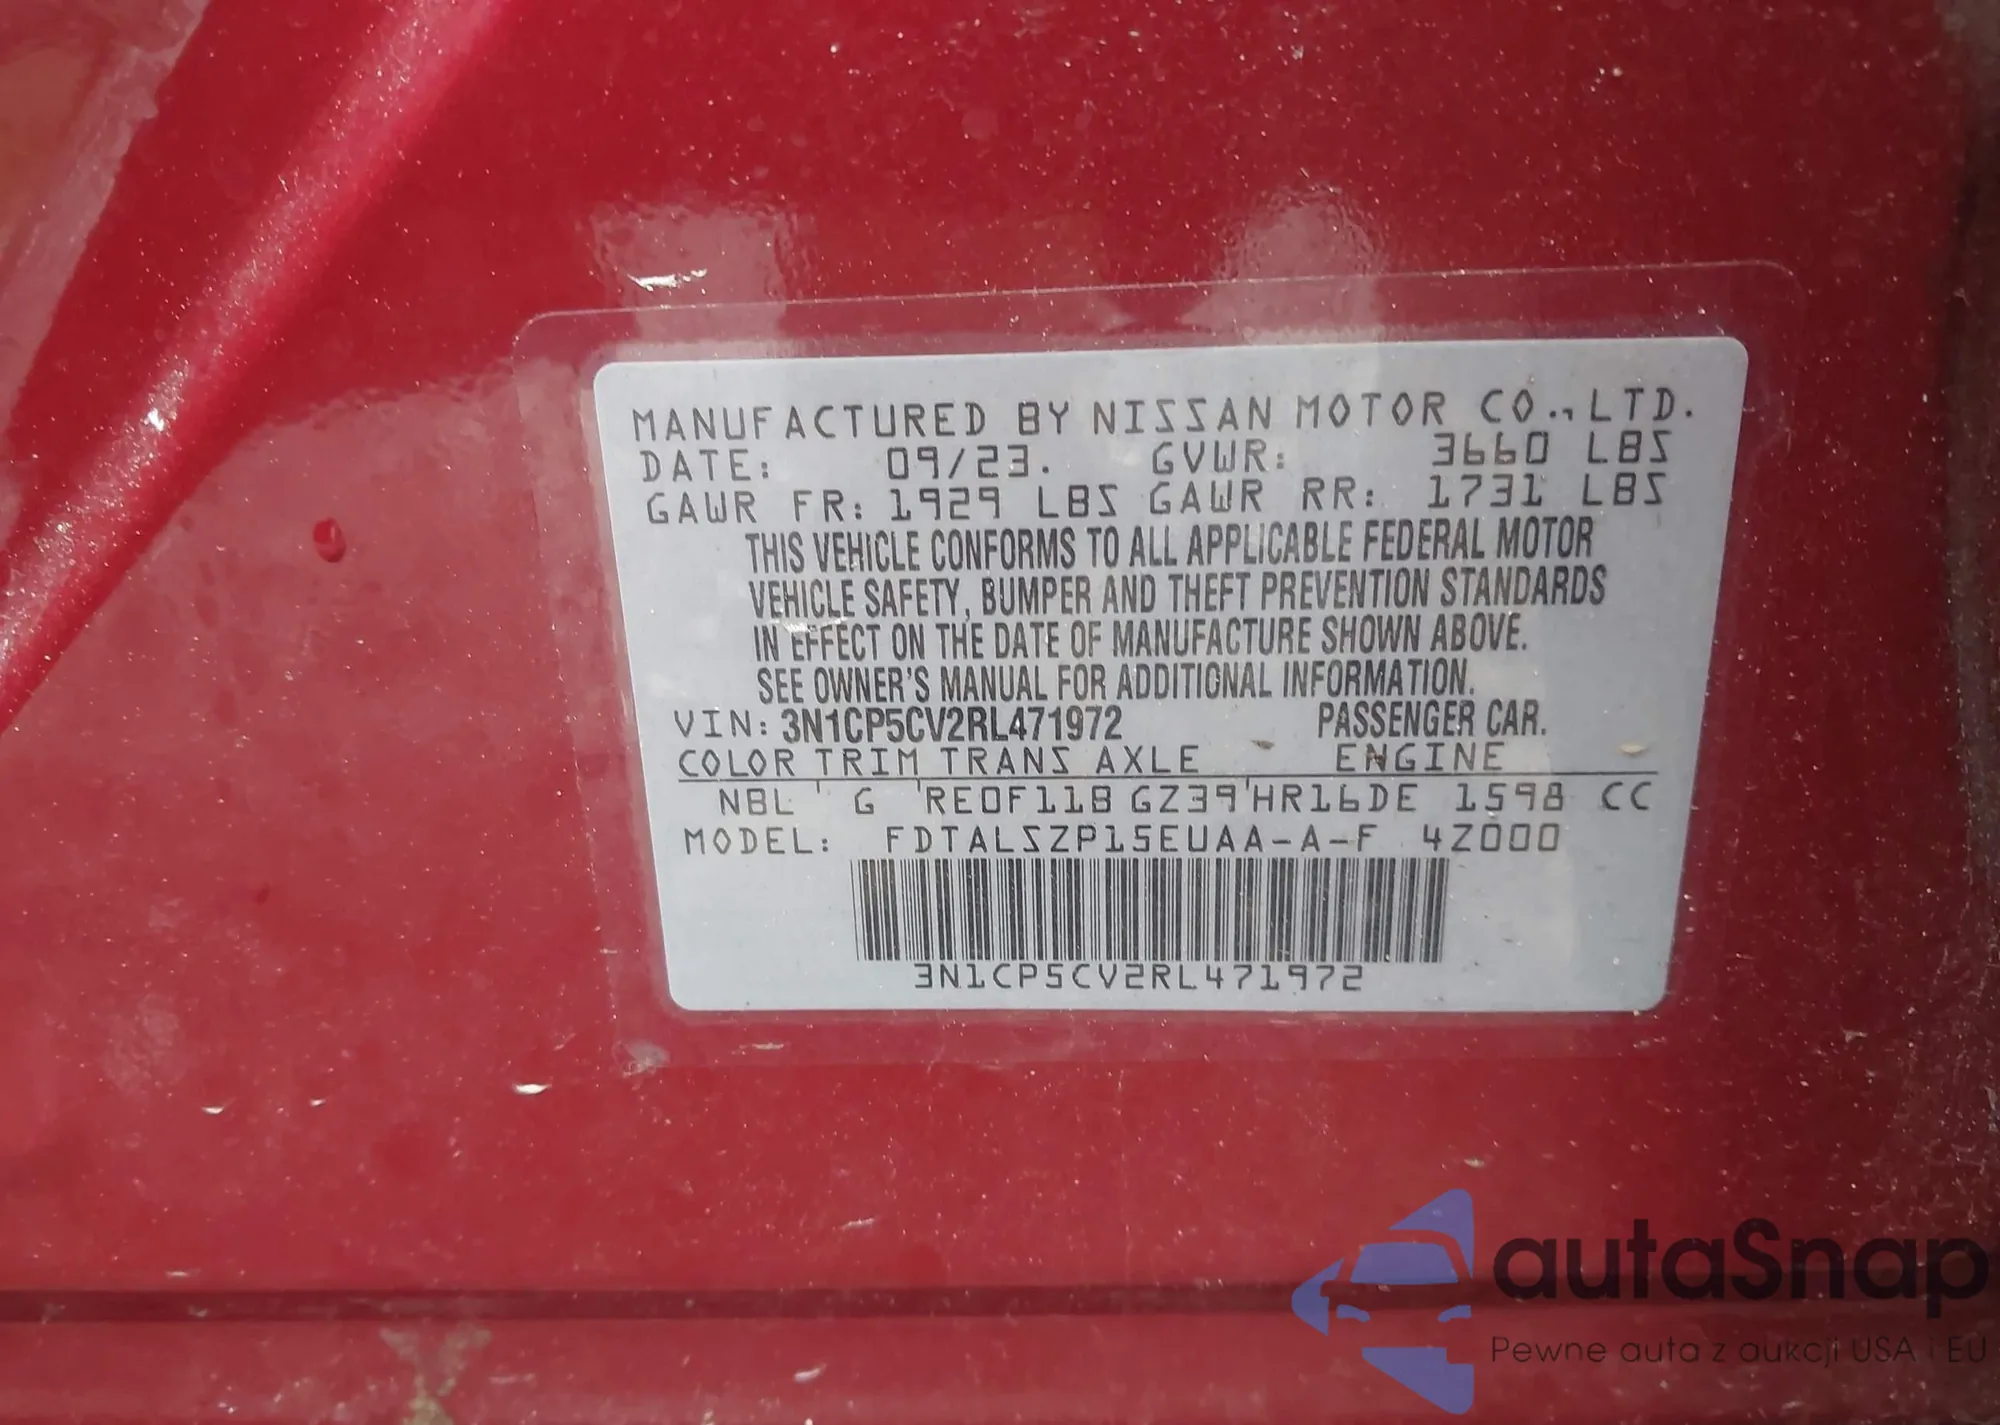 MANUFACTURED BY NISSAN MOTOR CO., LTD.
DATE: 09/23. GVWR: 3660 LBS
GAWR FR: 1929 LBS GAWR RR: 1731 LBS
THIS VEHICLE CONFORMS TO ALL APPLICABLE FEDERAL MOTOR
VEHICLE SAFETY, BUMPER AND THEFT PREVENTION STANDARDS
IN EFFECT ON THE DATE OF MANUFACTURE SHOWN ABOVE.
SEE OWNER'S MANUAL FOR ADDITIONAL INFORMATION.
VIN: 3N1CP5CV2RL471972 PASSENGER CAR.
COLOR TRIM TRANS AXLE ENGINE
NBL ' G ' RE0F11B GZ39 ' HR16DE 1598 CC
MODEL: FDTALSZP15EUAA-A-F 4Z000
3N1CP5CV2RL471972
autaSnap
Pewne auta z aukcji USA i EU